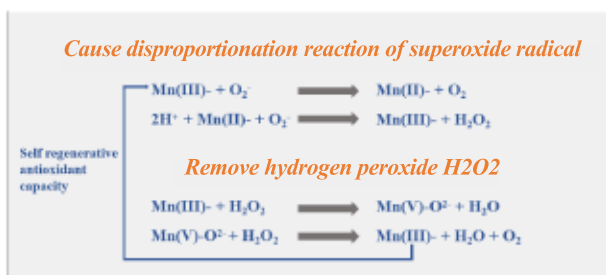 Cause disproportionation reaction of superoxide radical
Mn(III)- + O₂⁻ → Mn(II)- + O₂
2H⁺ + Mn(II)- + O₂⁻ → Mn(III)- + H₂O₂
Self regenerative
antioxidant
capacity
Remove hydrogen peroxide H2O2
Mn(III)- + H₂O₂ → Mn(V)-O²⁻ + H₂O
Mn(V)-O²⁻ + H₂O₂ → Mn(III)- + H₂O + O₂